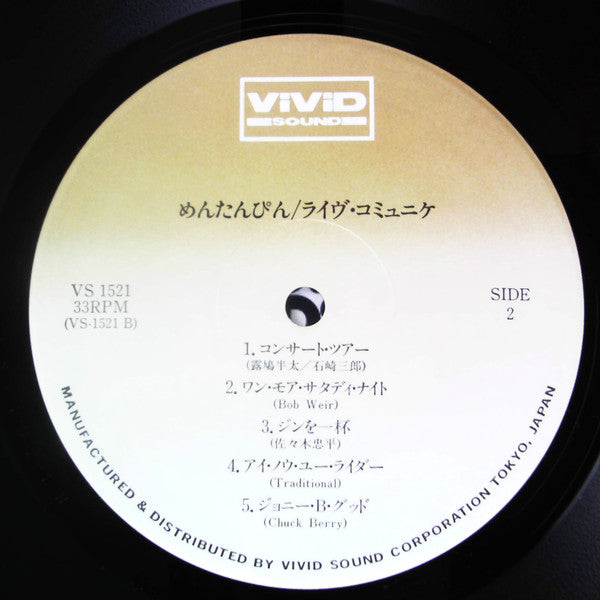 ViViD
SOUND
めんたんぴん/ライヴ・コミュニケ
VS 1521
33RPM
(VS-1521 B)
SIDE
2
1. コンサート・ツアー
(露鳩半太/石崎三郎)
2. ワン・モア・サタディ・ナイト
(Bob Weir)
3. ジンを一杯
(佐々木忠平)
4. アイ・ノウ・ユー・ライダー
(Traditional)
5. ジョニー・B・グッド
(Chuck Berry)
MANUFACTURED & DISTRIBUTED BY VIVID SOUND CORPORATION TOKYO, JAPAN